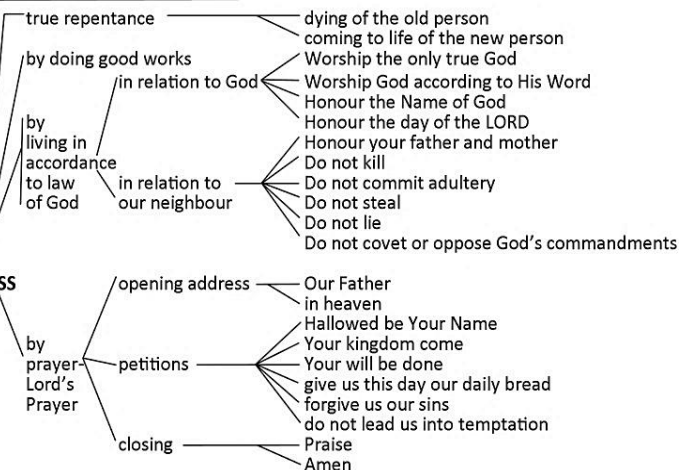 true repentance
dying of the old person
coming to life of the new person
by doing good works
Worship the only true God
in relation to God
Worship God according to His Word
Honour the Name of God
by
Honour the day of the LORD
living in
Honour your father and mother
accordance
Do not kill
to law
in relation to
Do not commit adultery
of God
our neighbour
Do not steal
Do not lie
Do not covet or oppose God's commandments
SS
opening address
Our Father
in heaven
Hallowed be Your Name
by
Your kingdom come
prayer-
petitions
Your will be done
Lord's
give us this day our daily bread
Prayer
forgive us our sins
do not lead us into temptation
closing
Praise
Amen